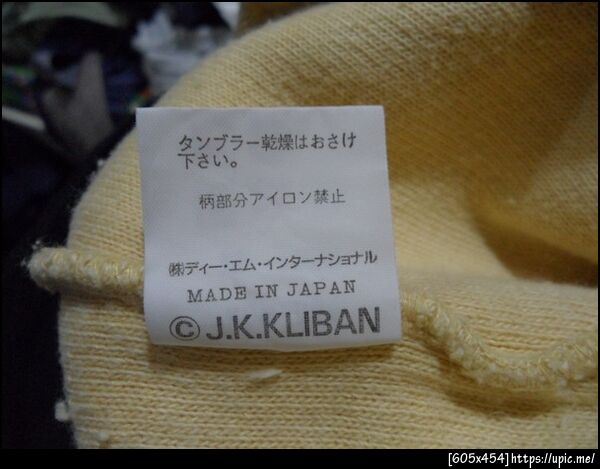 タンブラー乾燥はおさけ
下さい。
柄部分アイロン禁止
㈱ディー・エム・インターナショナル
MADE IN JAPAN
© J.K.KLIBAN
[605x454]https://upic.me/